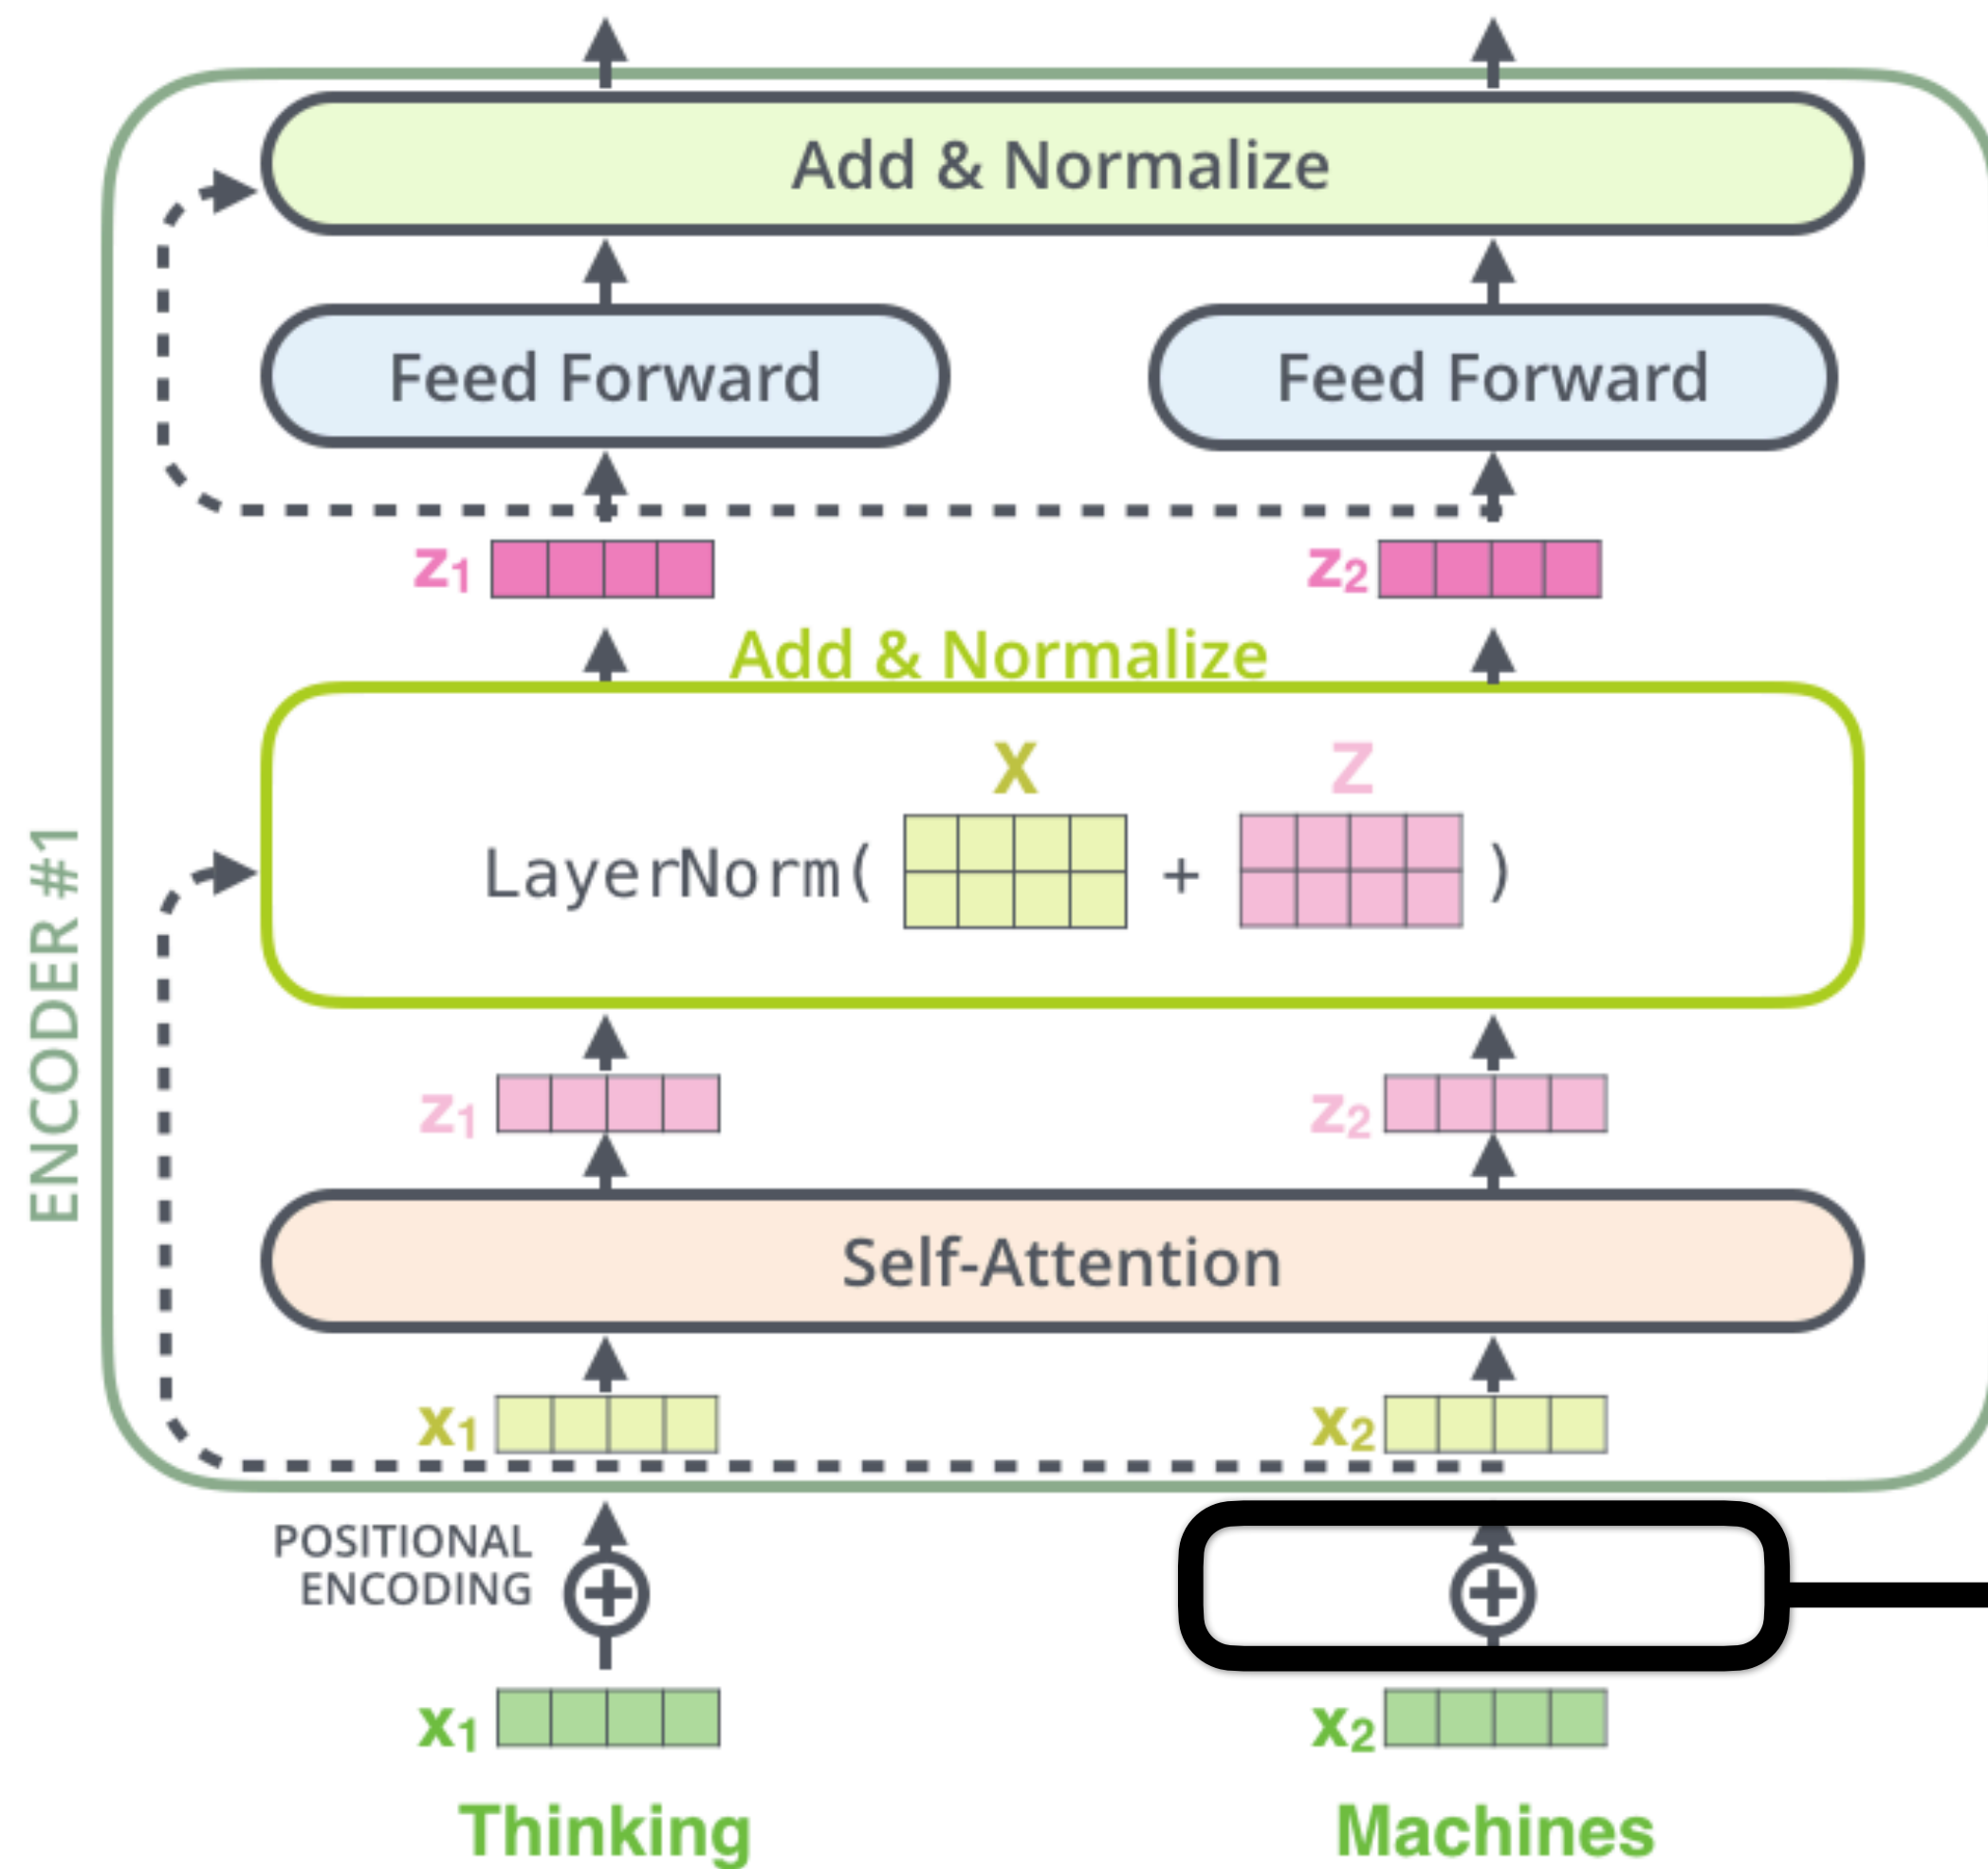 Add & Normalize
Feed Forward
Feed Forward
z1
z2
Add & Normalize
X
Z
LayerNorm(
+
)
ENCODER #1
z1
z2
Self-Attention
x1
x2
POSITIONAL
ENCODING
x1
x2
Thinking
Machines